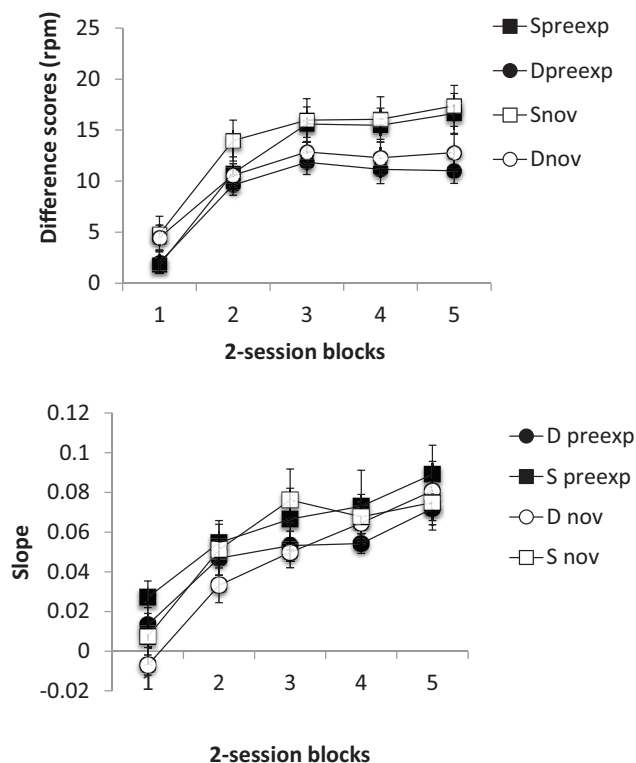 Difference scores (rpm)
25
20
15
10
5
0
1 2 3 4 5
2-session blocks
Spreexp
Dpreexp
Snov
Dnov
Slope
0.12
0.1
0.08
0.06
0.04
0.02
0
-0.02
2 3 4 5
2-session blocks
D preexp
S preexp
D nov
S nov